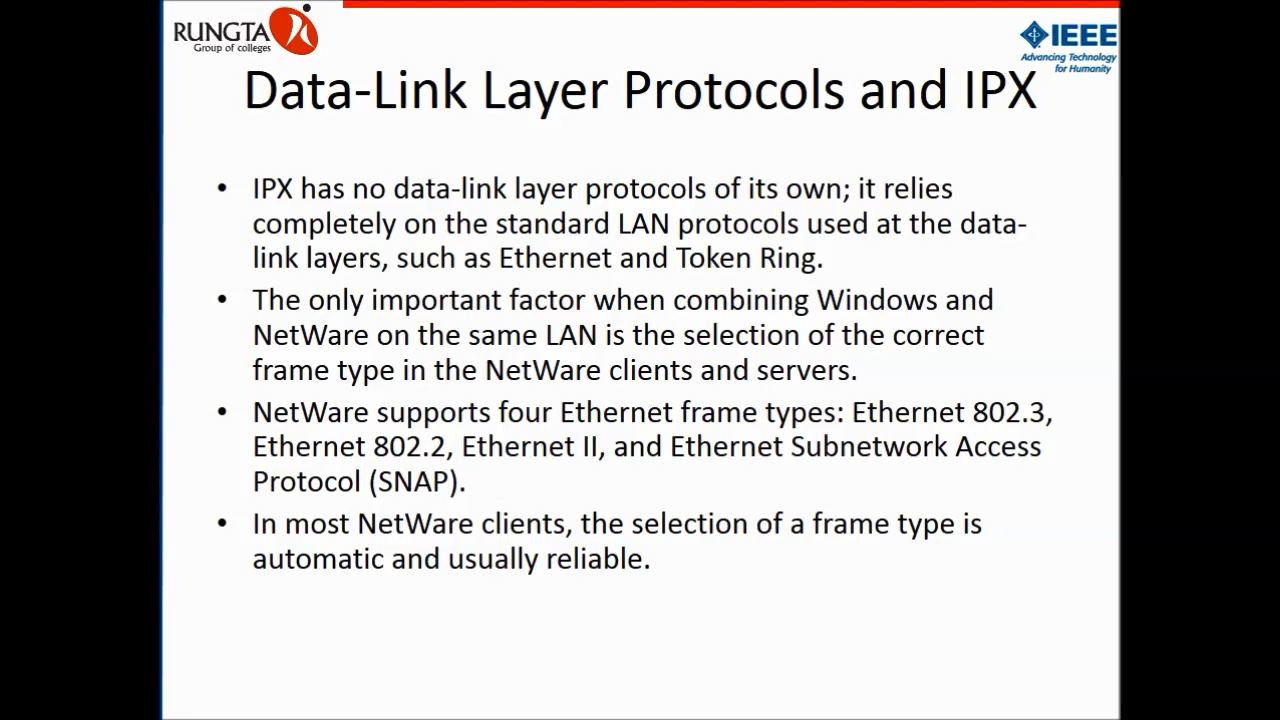 RUNGTA
Group of colleges
IEEE
Advancing Technology
for Humanity
Data-Link Layer Protocols and IPX
• IPX has no data-link layer protocols of its own; it relies
completely on the standard LAN protocols used at the data-
link layers, such as Ethernet and Token Ring.
• The only important factor when combining Windows and
NetWare on the same LAN is the selection of the correct
frame type in the NetWare clients and servers.
• NetWare supports four Ethernet frame types: Ethernet 802.3,
Ethernet 802.2, Ethernet II, and Ethernet Subnetwork Access
Protocol (SNAP).
• In most NetWare clients, the selection of a frame type is
automatic and usually reliable.